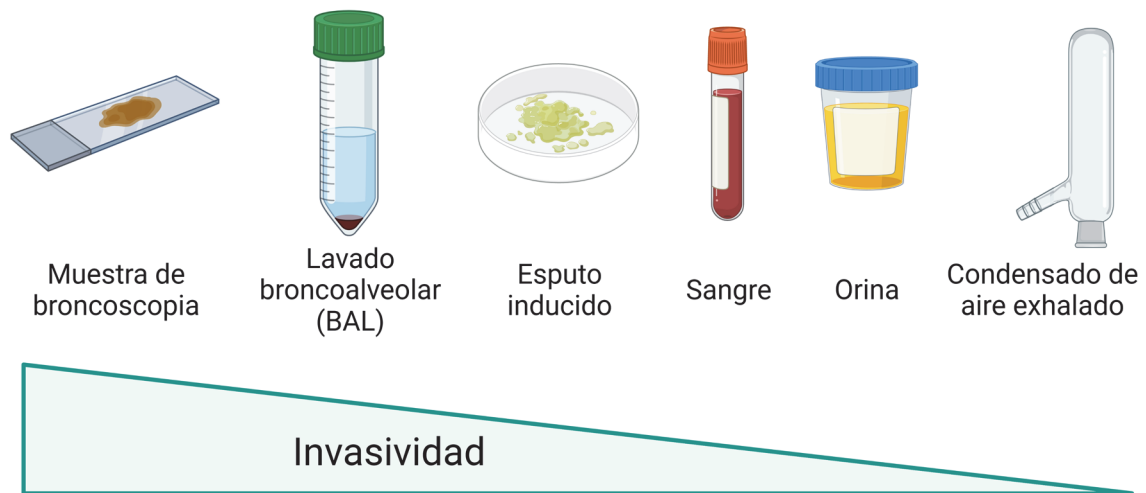 Muestra de
broncoscopia
Lavado
broncoalveolar
(BAL)
Esputo
inducido
Sangre
Orina
Condensado de
aire exhalado
Invasividad